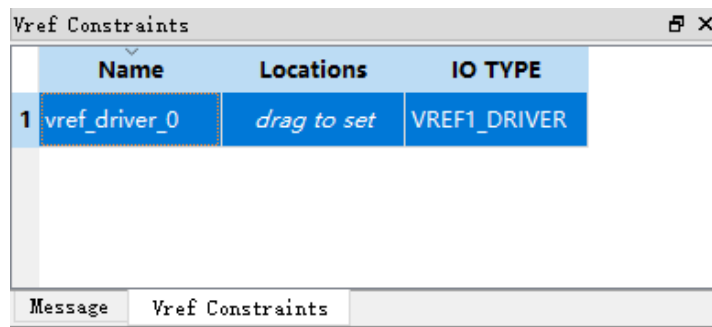 Vref Constraints
Name Locations IO TYPE
1 vref_driver_0 drag to set VREF1_DRIVER
Message Vref Constraints